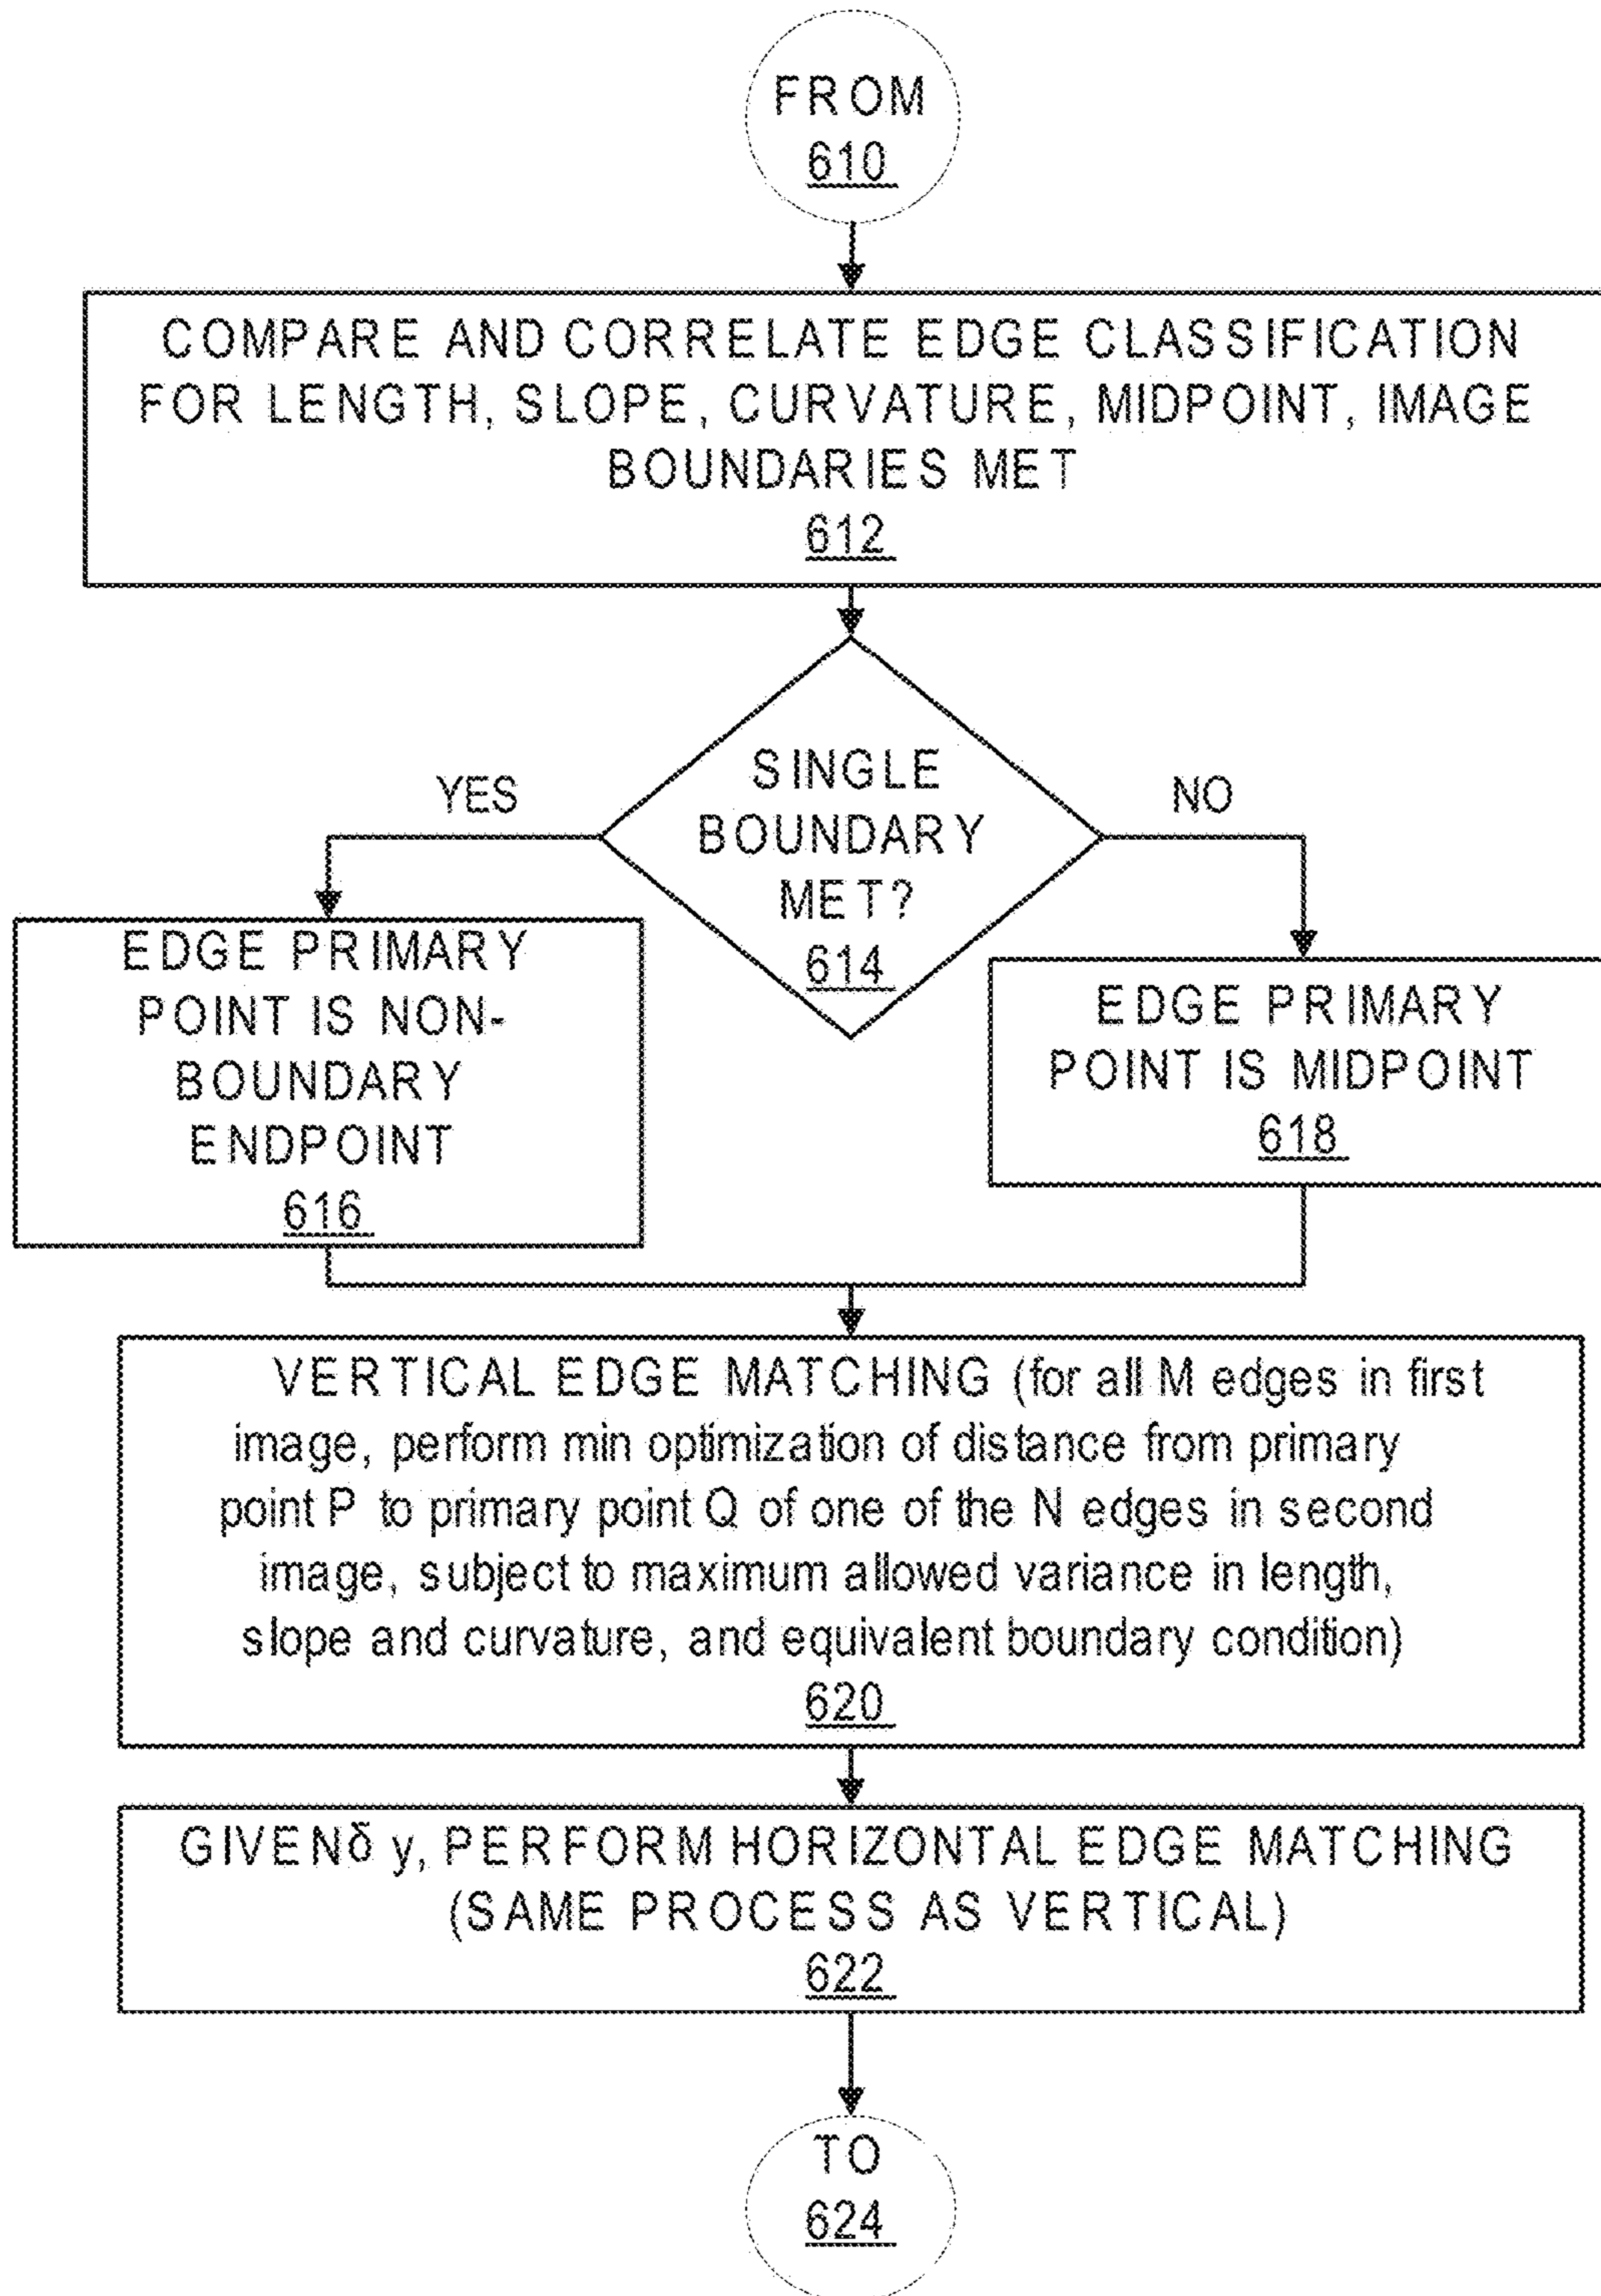 FROM
610
COMPARE AND CORRELATE EDGE CLASSIFICATION
FOR LENGTH, SLOPE, CURVATURE, MIDPOINT, IMAGE
BOUNDARIES MET
612
SINGLE
BOUNDARY
MET?
614
YES
NO
EDGE PRIMARY
POINT IS NON-
BOUNDARY
ENDPOINT
616
EDGE PRIMARY
POINT IS MIDPOINT
618
VERTICAL EDGE MATCHING (for all M edges in first
image, perform min optimization of distance from primary
point P to primary point Q of one of the N edges in second
image, subject to maximum allowed variance in length,
slope and curvature, and equivalent boundary condition)
620
GIVENδ y, PERFORM HORIZONTAL EDGE MATCHING
(SAME PROCESS AS VERTICAL)
622
TO
624